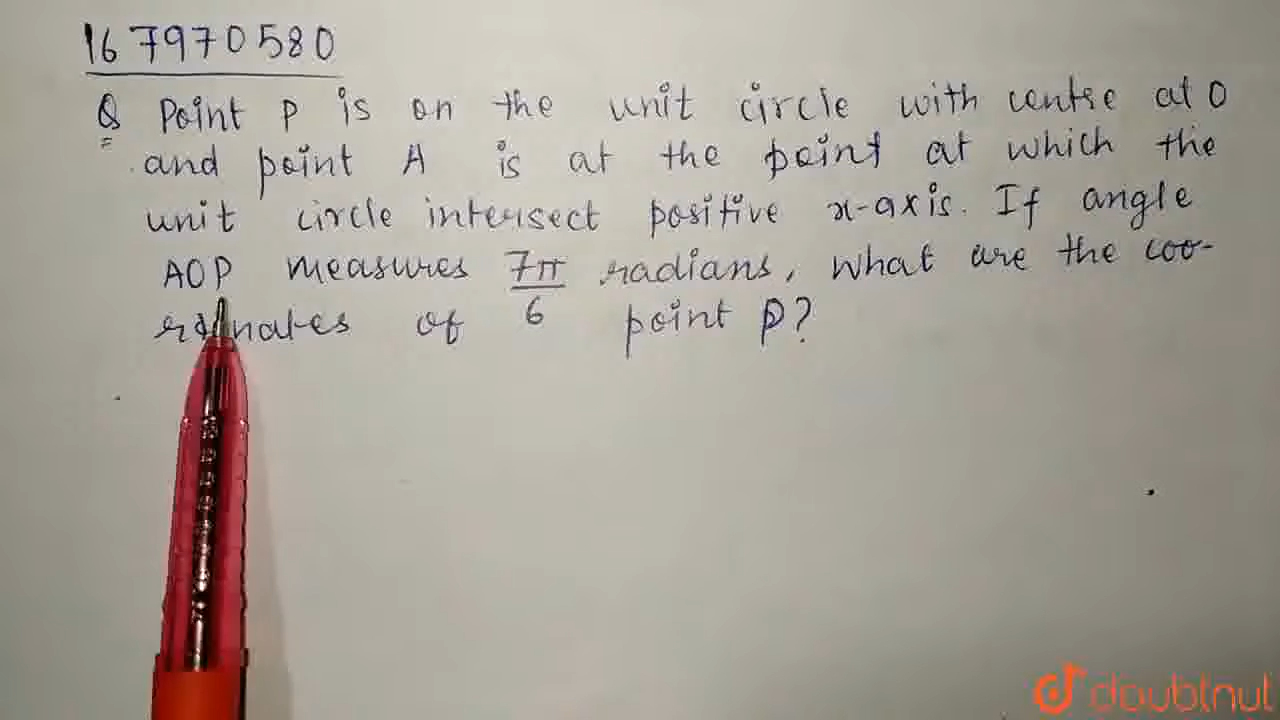 167970580
Q Point P is on the unit circle with centre at O
and point A is at the point at which the
unit circle intersect positive x-axis. If angle
AOP measures 7π/6 radians, what are the coo-
rdinates of point P?
doubtnut